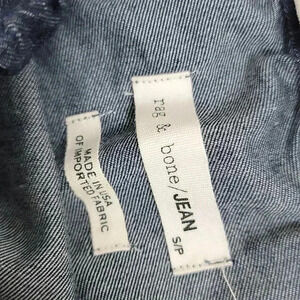 rag & bone/JEAN
S/P
MADE IN USA
OF IMPORTED FABRIC